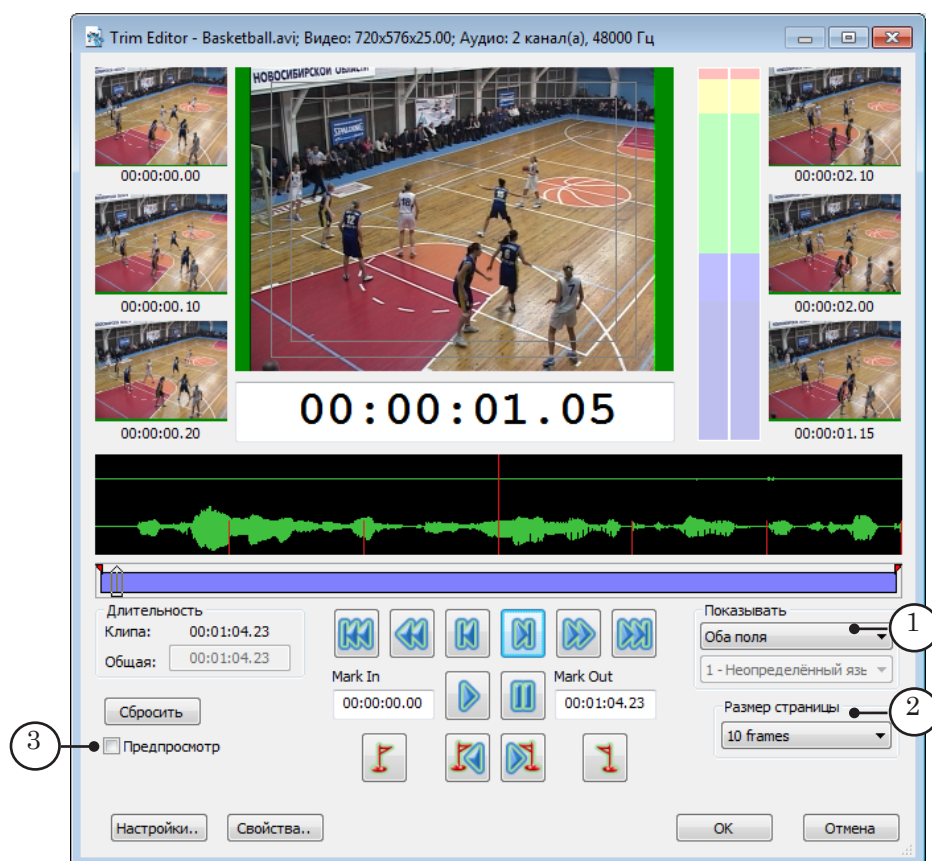 Trim Editor - Basketball.avi; Видео: 720x576x25.00; Аудио: 2 канал(а), 48000 Гц
НОВОСИБИРСКОЙ ОБЛАСТИ
SPALDING
00:00:00.00
00:00:02.10
00:00:00.10
00:00:02.00
00:00:00.20
00:00:01.05
00:00:01.15
Длительность
Клипа: 00:01:04.23
Общая: 00:01:04.23
Показывать
Оба поля
1
1 - Неопределённый язь
Mark In
00:00:00.00
Mark Out
00:01:04.23
Сбросить
Размер страницы
2
10 frames
3
Предпросмотр
Настройки..
Свойства..
OK
Отмена